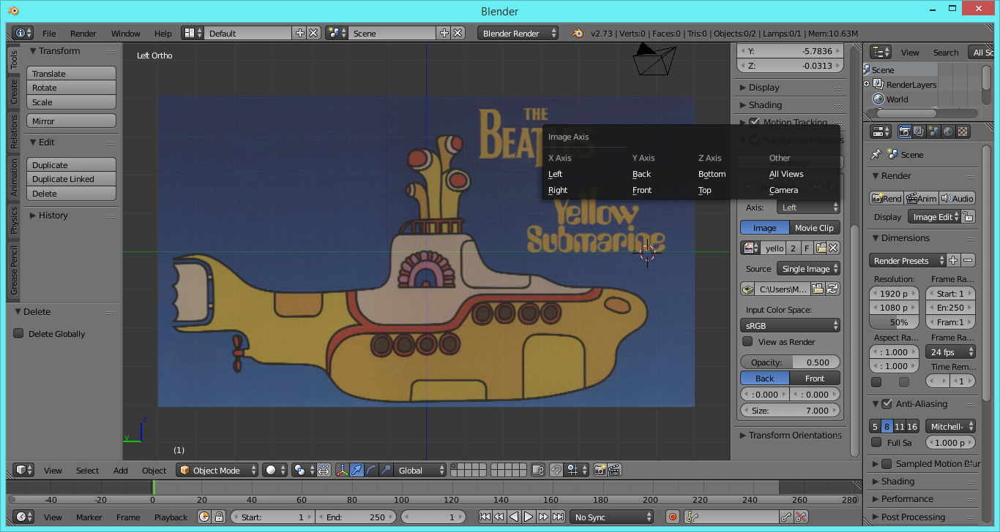 Blender
File Render Window Help Default Scene Blender Render v2.73 | Verts:0 | Faces:0 | Tris:0 | Objects:0/2 | Lamps:0/1 | Mem:10.63M
Tools
Create
Relations
Animation
Physics
Grease Pencil
Transform
Translate
Rotate
Scale
Mirror
Edit
Duplicate
Duplicate Linked
Delete
History
Delete
Delete Globally
Left Ortho
THE
BEAT
Yellow
Submarine
z
y
(1)
Image Axis
X Axis Y Axis Z Axis Other
Left Back Bottom All Views
Right Front Top Camera
Y: -5.7836
Z: -0.0313
Display
Shading
Motion Tracking
Background Images
Axis: Left
Image Movie Clip
yello 2 F
Source Single Image
C:\Users\M...
Input Color Space:
sRGB
View as Render
Opacity: 0.500
Back Front
:0.000 : 0.000
Size: 7.000
Transform Orientations
View Search All Sc
Scene
RenderLayers
World
Scene
Render
Rend Anim Audio
Display Image Edit
Dimensions
Render Presets
Resolution: Frame Ra...
1920 p Start: 1
1080 p En:250
50% Fram:1
Aspect Ra... Frame Ra...
: 1.000 24 fps
: 1.000 Time Rem...
1
Anti-Aliasing
5 8 11 16 Mitchell-
Full Sa 1.000 p
Sampled Motion Blur
Shading
Performance
Post Processing
View Select Add Object Object Mode Global
-40 -20 0 20 40 60 80 100 120 140 160 180 200 220 240 260 280
View Marker Frame Playback Start: 1 End: 250 1 No Sync